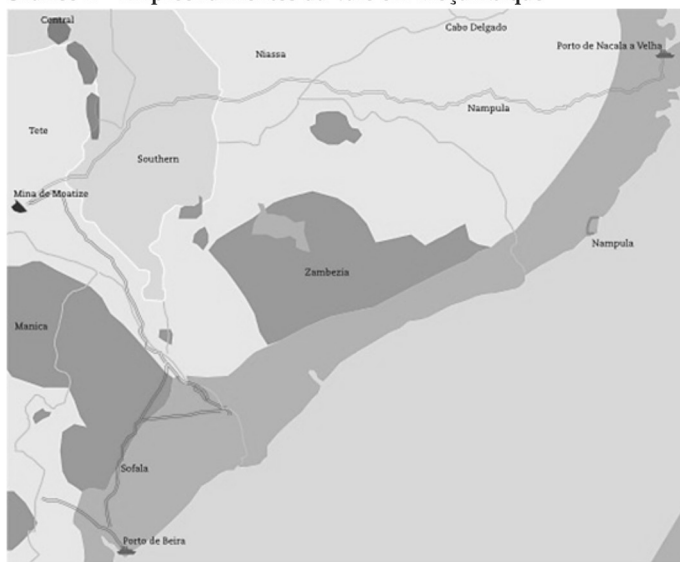 Central
Cabo Delgado
Niassa
Porto de Nacala a Velha
Nampula
Tete
Southern
Mina de Moatize
Nampula
Zambezia
Manica
Sofala
Porto de Beira